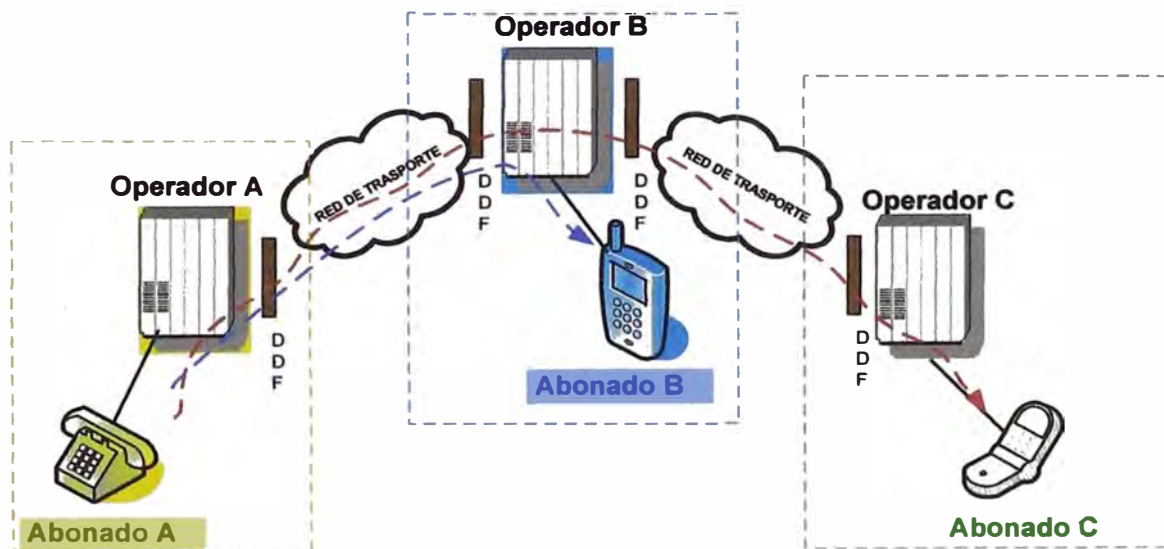 Operador B
Operador A
Operador C
RED DE TRASPORTE
RED DE TRASPORTE
D
D
F
D
D
F
D
D
F
D
D
F
Abonado B
Abonado A
Abonado C